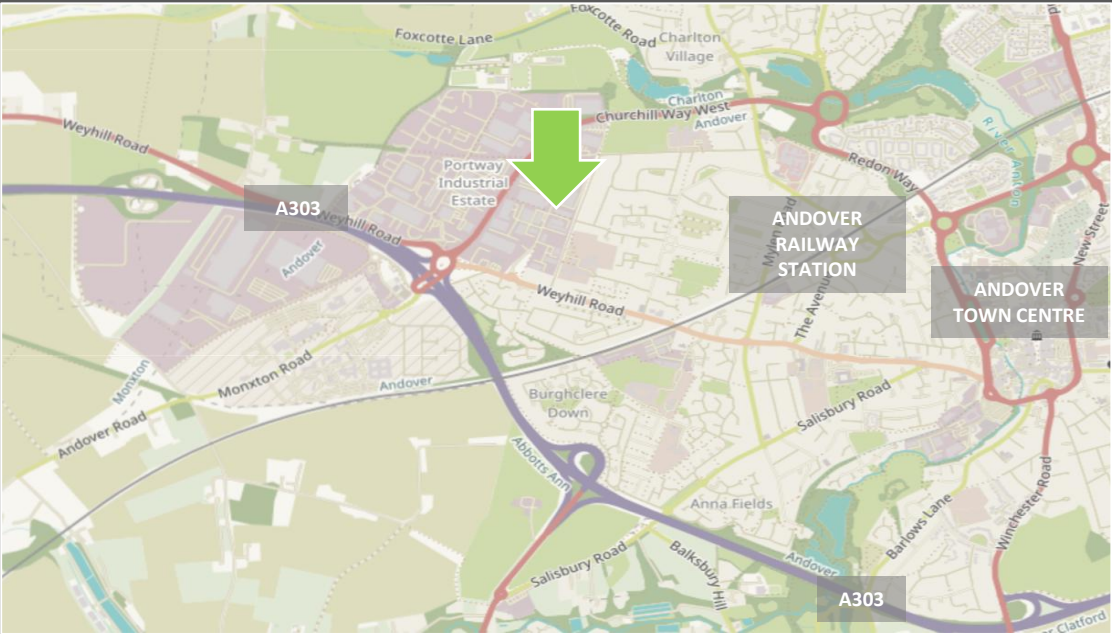 Foxcotte Lane
Foxcotte Road
Charlton
Village
Charlton
Andover
Churchill Way West
Weyhill Road
Portway
Industrial
Estate
Redon Way
River Anton
A303
Weyhill Road
Andover
ANDOVER
RAILWAY
STATION
Mylen Road
New Street
ANDOVER
TOWN CENTRE
Weyhill Road
The Avenue
Monxton
Monxton Road
Andover
Andover Road
Burghclere
Down
Salisbury Road
Abbotts Ann
Anna Fields
Winchester Road
Barlows Lane
Salisbury Road
Balksbury Hill
Andover
A303
Clatford